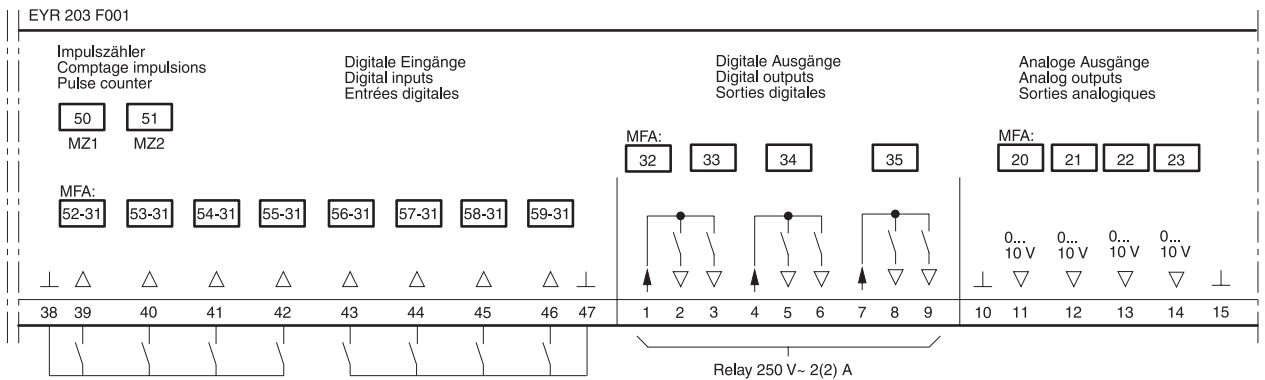 EYR 203 F001
Impulszähler
Comptage impulsions
Pulse counter
50 51
MZ1 MZ2
Digitale Eingänge
Digital inputs
Entrées digitales
Digitale Ausgänge
Digital outputs
Sorties digitales
Analoge Ausgänge
Analog outputs
Sorties analogiques
MFA:
32 33 34 35
MFA:
20 21 22 23
MFA:
52-31 53-31 54-31 55-31 56-31 57-31 58-31 59-31
0... 0... 0... 0...
10 V 10 V 10 V 10 V
38 39 40 41 42 43 44 45 46 47 1 2 3 4 5 6 7 8 9 10 11 12 13 14 15
Relay 250 V~ 2(2) A